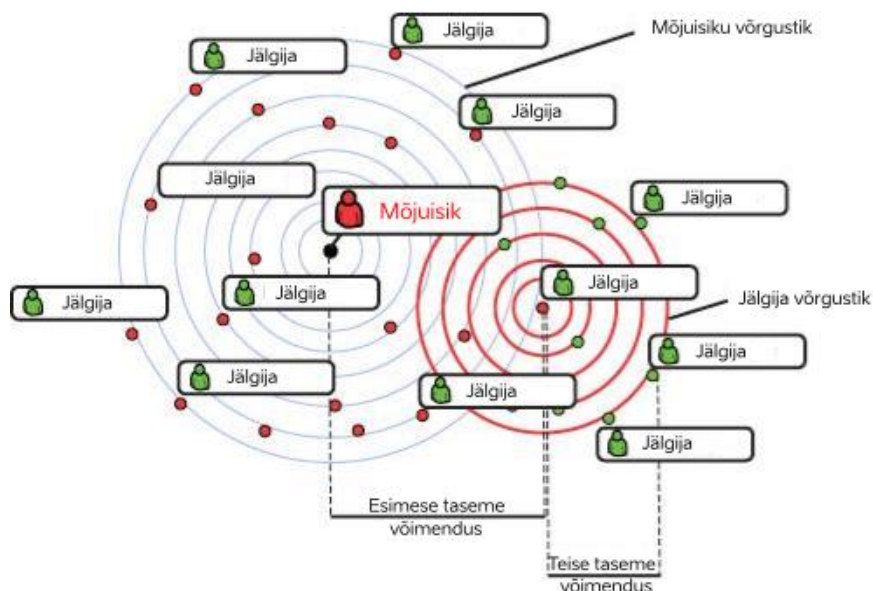 Jälgija
Mõjuisiku võrgustik
Jälgija
Jälgija
Jälgija
Jälgija
Mõjuisik
Jälgija
Jälgija
Jälgija
Jälgija võrgustik
Jälgija
Jälgija
Jälgija
Jälgija
Esimese taseme
võimendus
Teise taseme
võimendus